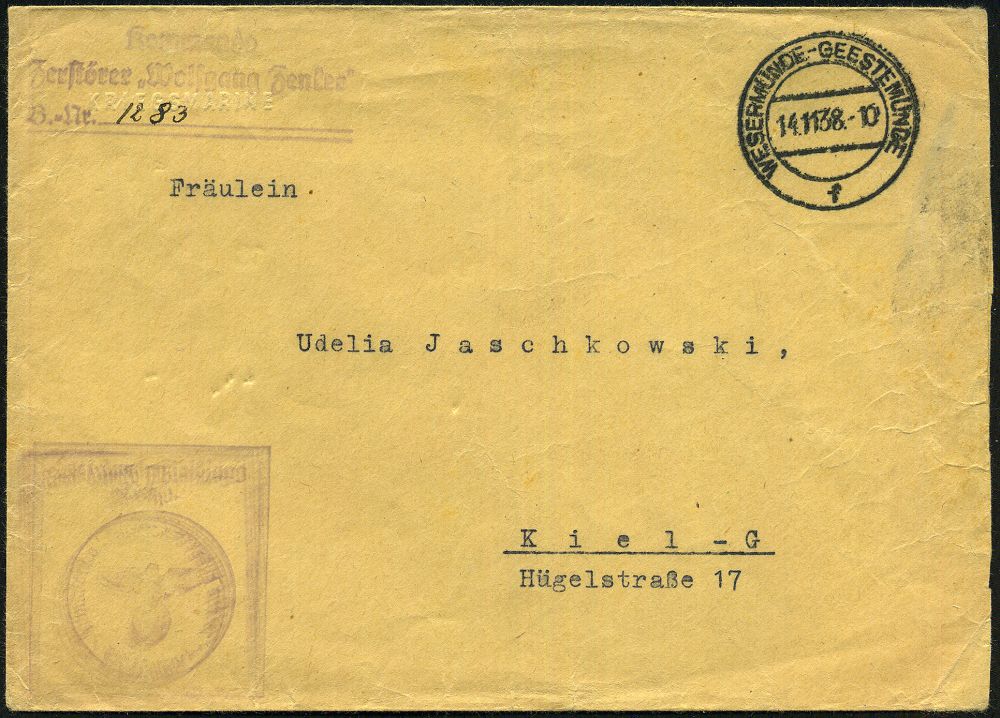 Kommando
Zerstörer „Wolfgang Zenker“
KRIEGSMARINE
B.-Nr. 1283
WESERMÜNDE-GEESTEMÜNDE
14.11.38.-10
f
Fräulein
Udelia Jaschkowski,
Kiel-G
Hügelstraße 17